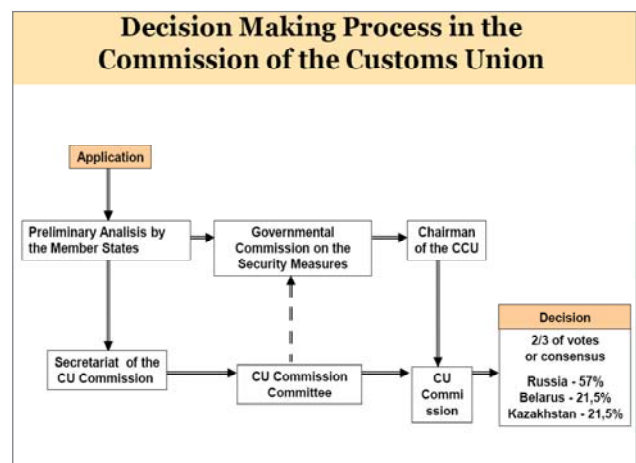 Decision Making Process in the
Commission of the Customs Union
Application
Preliminary Analisis by
the Member States
Governmental
Commission on the
Security Measures
Chairman
of the CCU
Secretariat of the
CU Commission
CU Commission
Committee
CU
Commi
ssion
Decision
2/3 of votes
or consensus
Russia - 57%
Belarus - 21,5%
Kazakhstan - 21,5%